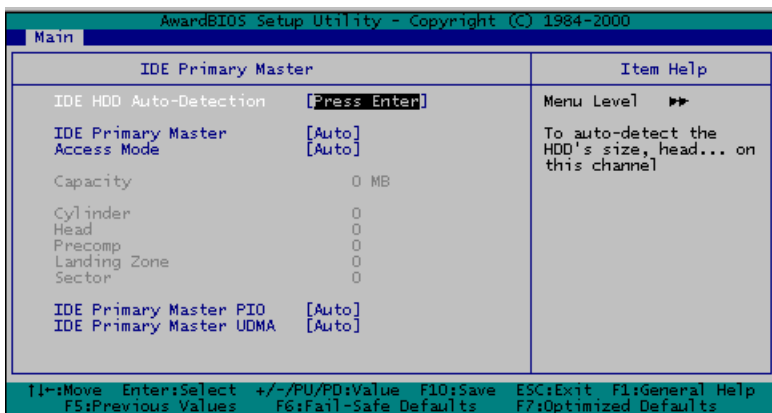 AwardBIOS Setup Utility - Copyright (C) 1984-2000
Main
IDE Primary Master
Item Help
IDE HDD Auto-Detection [Press Enter]
Menu Level ▶▶
IDE Primary Master [Auto]
To auto-detect the
Access Mode [Auto]
HDD's size, head... on
this channel
Capacity 0 MB
Cylinder 0
Head 0
Precomp 0
Landing Zone 0
Sector 0
IDE Primary Master PIO [Auto]
IDE Primary Master UDMA [Auto]
↑↓←:Move Enter:Select +/-/PU/PD:Value F10:Save ESC:Exit F1:General Help
F5:Previous Values F6:Fail-Safe Defaults F7:Optimized Defaults